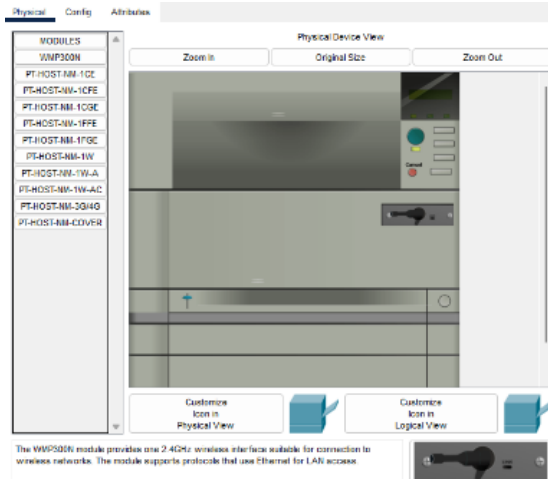 Physical Config Attributes
MODULES
WMP300N
PT-HOST-NM-1CE
PT-HOST-NM-1CFE
PT-HOST-NM-1CGE
PT-HOST-NM-1FFE
PT-HOST-NM-1FGE
PT-HOST-NM-1W
PT-HOST-NM-1W-A
PT-HOST-NM-1W-AC
PT-HOST-NM-3G/4G
PT-HOST-NM-COVER
Physical Device View
Zoom In Original Size Zoom Out
Cancel
Customize
Icon in
Physical View
Customize
Icon in
Logical View
The WMP300N module provides one 2.4GHz wireless interface suitable for connection to
wireless networks. The module supports protocols that use Ethernet for LAN access.